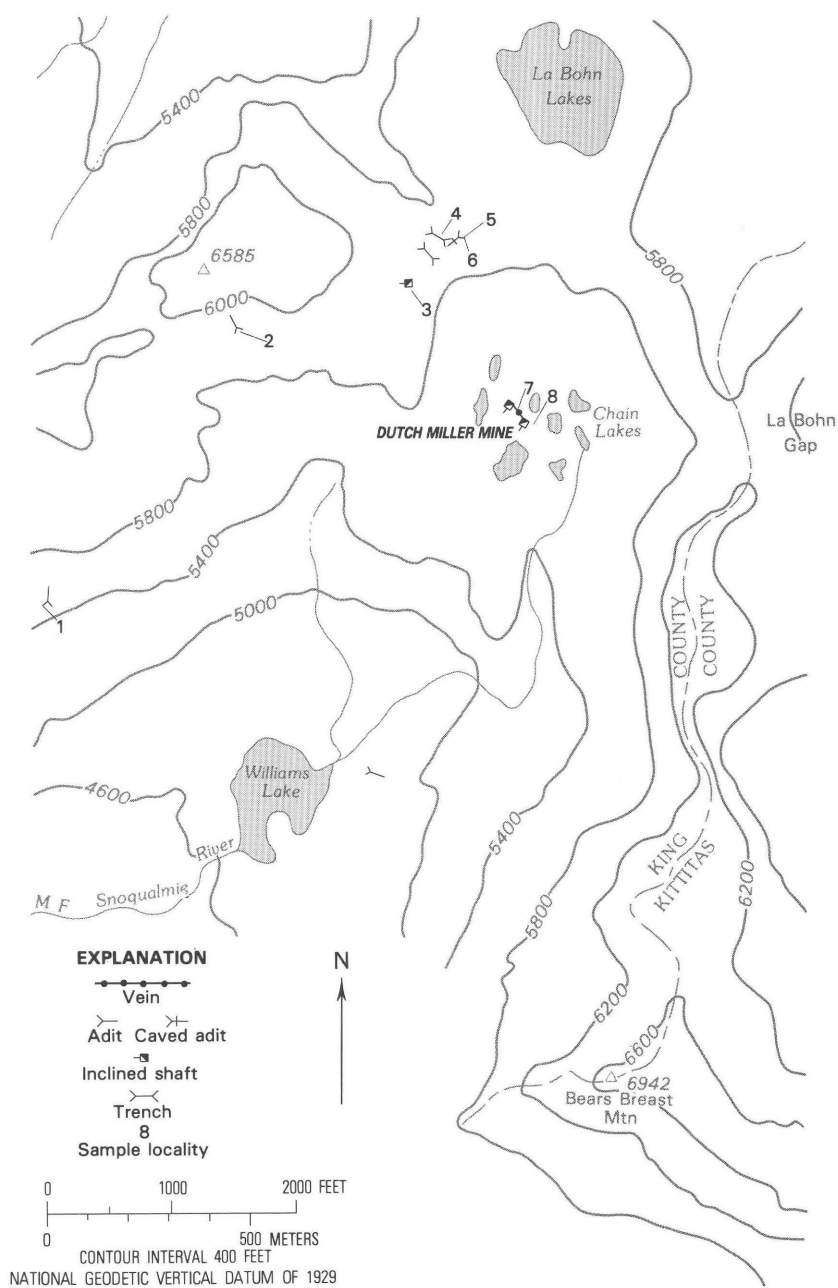 La Bohn
Lakes
5400
5800
4
5
6
6585
5800
6000
3
2
7
8
Chain
Lakes
DUTCH MILLER MINE
La Bohn
Gap
5800
5400
1
5000
COUNTY
COUNTY
Williams
Lake
4600
River
M F Snoqualmie
5400
KING
KITTITAS
6200
5800
6200
6600
6942
Bears Breast
Mtn
EXPLANATION
Vein
Adit Caved adit
Inclined shaft
Trench
8
Sample locality
N
0 1000 2000 FEET
0 500 METERS
CONTOUR INTERVAL 400 FEET
NATIONAL GEODETIC VERTICAL DATUM OF 1929